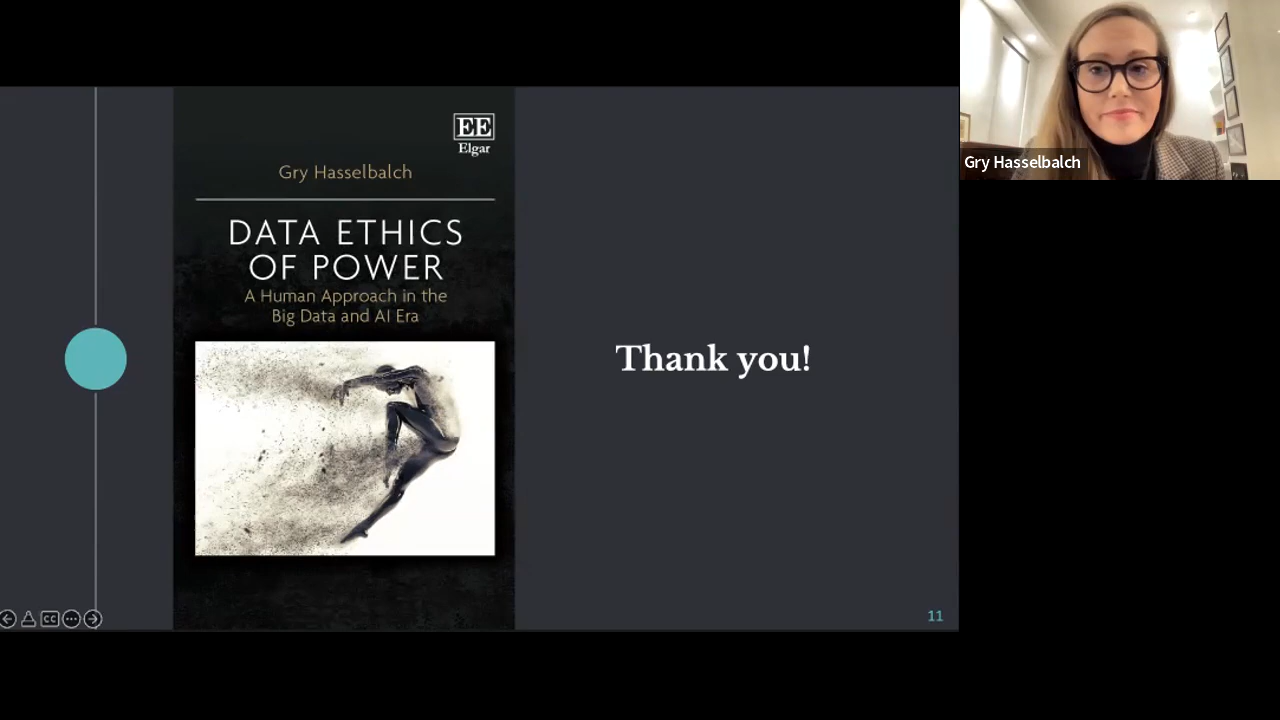 EE
Elgar
Gry Hasselbalch
DATA ETHICS
OF POWER
A Human Approach in the
Big Data and AI Era
Thank you!
11
CC
Gry Hasselbalch